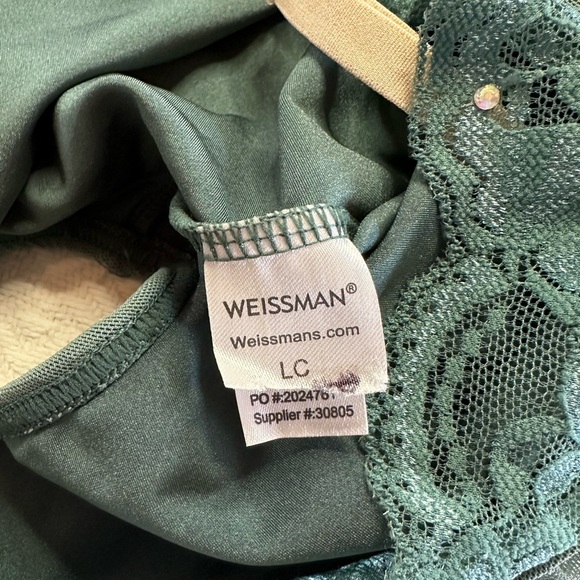 WEISSMAN®
Weissmans.com
LC
PO #:2024761
Supplier #:30805